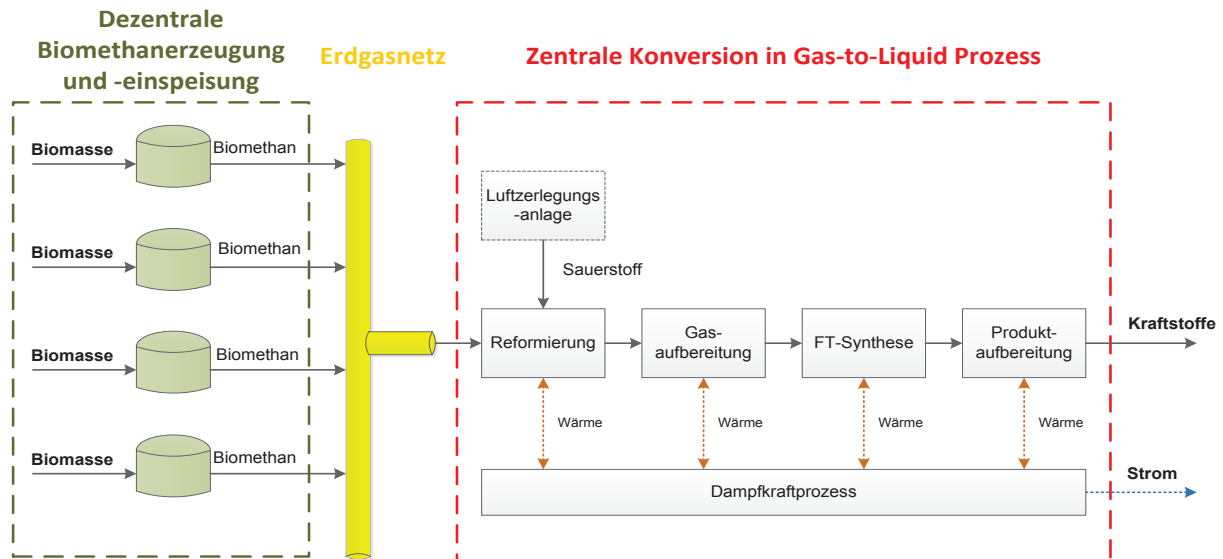 Dezentrale
Biomethanerzeugung
und -einspeisung
Erdgasnetz
Zentrale Konversion in Gas-to-Liquid Prozess
Biomasse
Biomethan
Biomasse
Biomethan
Biomasse
Biomethan
Biomasse
Biomethan
Luftzerlegungs
-anlage
Sauerstoff
Reformierung
Gas-
aufbereitung
FT-Synthese
Produkt-
aufbereitung
Kraftstoffe
Wärme
Wärme
Wärme
Wärme
Dampfkraftprozess
Strom